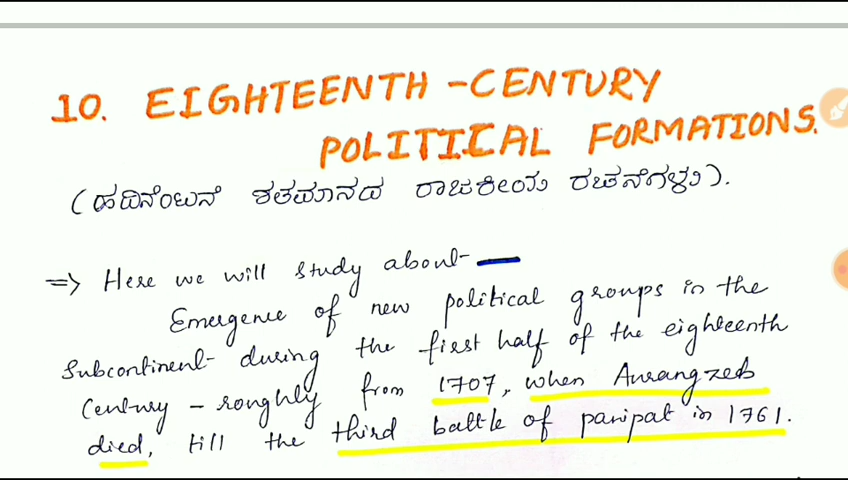 10. EIGHTEENTH-CENTURY
POLITICAL FORMATIONS.
(ಹದಿನೆಂಟನೆ ಶತಮಾನದ ರಾಜಕೀಯ ರಚನೆಗಳು).
=> Here we will study about-
Emergence of new political groups in the
Subcontinent during the first half of the eighteenth
Century - roughly from 1707, when Aurangzeb
died, till the third battle of panipat in 1761.